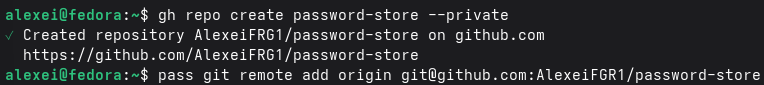 alexei@fedora:~$ gh repo create password-store --private
✓ Created repository AlexeiFRG1/password-store on github.com
https://github.com/AlexeiFRG1/password-store
alexei@fedora:~$ pass git remote add origin git@github.com:AlexeiFGR1/password-store